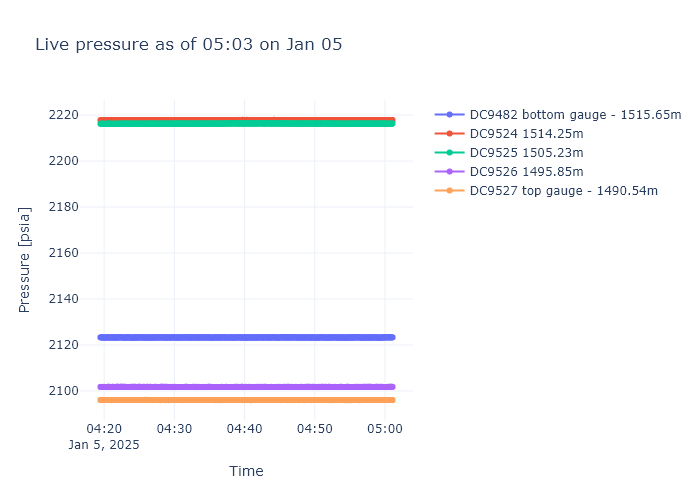 Live pressure as of 05:03 on Jan 05
DC9482 bottom gauge - 1515.65m
DC9524 1514.25m
DC9525 1505.23m
DC9526 1495.85m
DC9527 top gauge - 1490.54m
Pressure [psia]
2220
2200
2180
2160
2140
2120
2100
04:20 04:30 04:40 04:50 05:00
Jan 5, 2025
Time